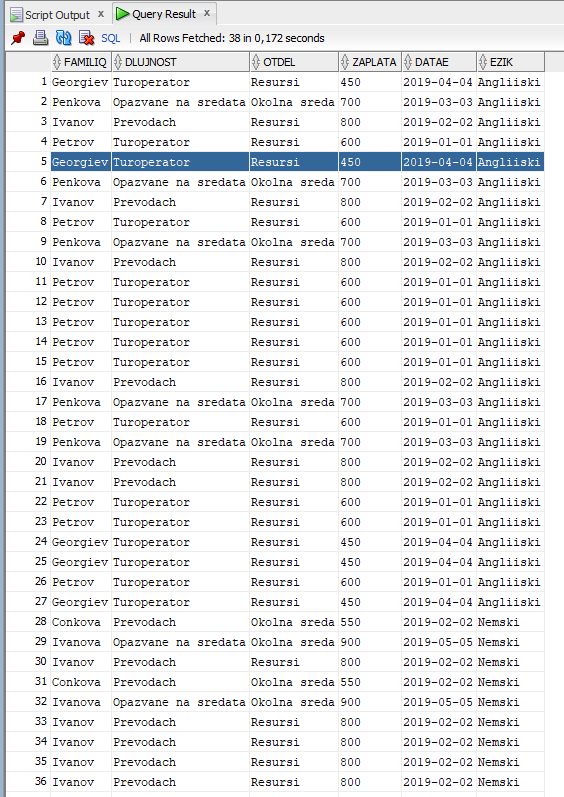 Script Output x Query Result x
SQL | All Rows Fetched: 38 in 0,172 seconds
FAMILIQ DLUJNOST OTDEL ZAPLATA DATAE EZIK
1 Georgiev Turoperator Resursi 450 2019-04-04 Angliiski
2 Penkova Opazvane na sredata Okolna sreda 700 2019-03-03 Angliiski
3 Ivanov Prevodach Resursi 800 2019-02-02 Angliiski
4 Petrov Turoperator Resursi 600 2019-01-01 Angliiski
5 Georgiev Turoperator Resursi 450 2019-04-04 Angliiski
6 Penkova Opazvane na sredata Okolna sreda 700 2019-03-03 Angliiski
7 Ivanov Prevodach Resursi 800 2019-02-02 Angliiski
8 Petrov Turoperator Resursi 600 2019-01-01 Angliiski
9 Penkova Opazvane na sredata Okolna sreda 700 2019-03-03 Angliiski
10 Ivanov Prevodach Resursi 800 2019-02-02 Angliiski
11 Petrov Turoperator Resursi 600 2019-01-01 Angliiski
12 Petrov Turoperator Resursi 600 2019-01-01 Angliiski
13 Petrov Turoperator Resursi 600 2019-01-01 Angliiski
14 Petrov Turoperator Resursi 600 2019-01-01 Angliiski
15 Petrov Turoperator Resursi 600 2019-01-01 Angliiski
16 Ivanov Prevodach Resursi 800 2019-02-02 Angliiski
17 Penkova Opazvane na sredata Okolna sreda 700 2019-03-03 Angliiski
18 Petrov Turoperator Resursi 600 2019-01-01 Angliiski
19 Penkova Opazvane na sredata Okolna sreda 700 2019-03-03 Angliiski
20 Ivanov Prevodach Resursi 800 2019-02-02 Angliiski
21 Ivanov Prevodach Resursi 800 2019-02-02 Angliiski
22 Petrov Turoperator Resursi 600 2019-01-01 Angliiski
23 Petrov Turoperator Resursi 600 2019-01-01 Angliiski
24 Georgiev Turoperator Resursi 450 2019-04-04 Angliiski
25 Georgiev Turoperator Resursi 450 2019-04-04 Angliiski
26 Petrov Turoperator Resursi 600 2019-01-01 Angliiski
27 Georgiev Turoperator Resursi 450 2019-04-04 Angliiski
28 Conkova Prevodach Okolna sreda 550 2019-02-02 Nemski
29 Ivanova Opazvane na sredata Okolna sreda 900 2019-05-05 Nemski
30 Ivanov Prevodach Resursi 800 2019-02-02 Nemski
31 Conkova Prevodach Okolna sreda 550 2019-02-02 Nemski
32 Ivanova Opazvane na sredata Okolna sreda 900 2019-05-05 Nemski
33 Ivanov Prevodach Resursi 800 2019-02-02 Nemski
34 Ivanov Prevodach Resursi 800 2019-02-02 Nemski
35 Ivanov Prevodach Resursi 800 2019-02-02 Nemski
36 Ivanov Prevodach Resursi 800 2019-02-02 Nemski